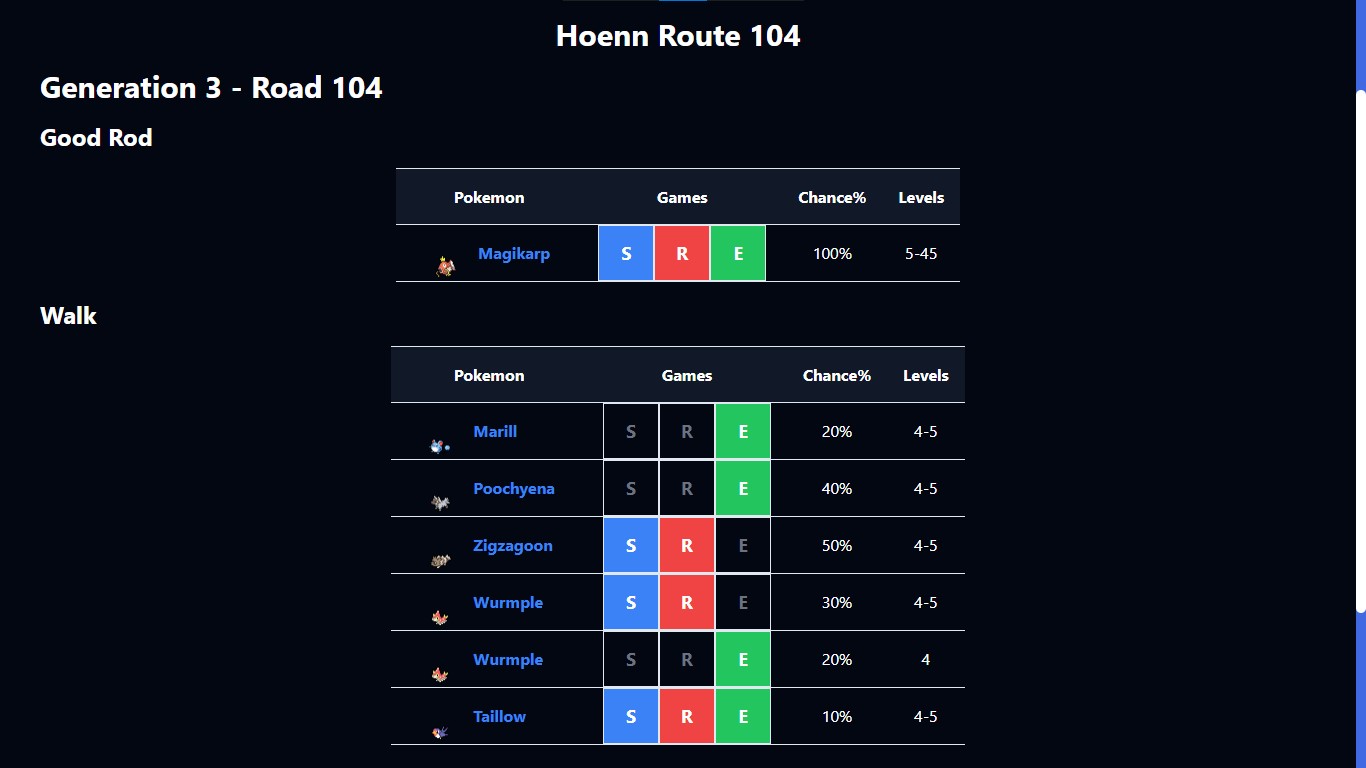 Hoenn Route 104
Generation 3 - Road 104
Good Rod
Pokemon Games Chance% Levels
Magikarp S R E 100% 5-45
Walk
Pokemon Games Chance% Levels
Marill S R E 20% 4-5
Poochyena S R E 40% 4-5
Zigzagoon S R E 50% 4-5
Wurmple S R E 30% 4-5
Wurmple S R E 20% 4
Taillow S R E 10% 4-5